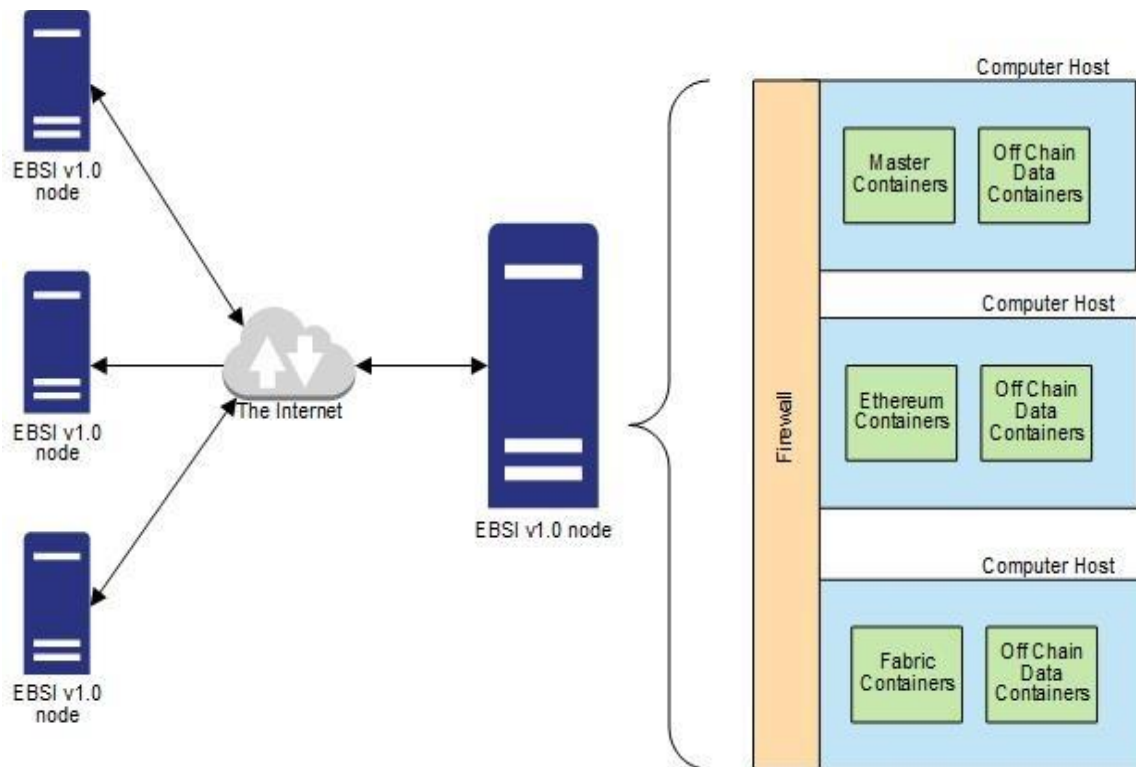 EBSI v1.0
node
EBSI v1.0
node
EBSI v1.0
node
The Internet
EBSI v1.0 node
Firewall
Computer Host
Master
Containers
Off Chain
Data
Containers
Computer Host
Ethereum
Containers
Off Chain
Data
Containers
Computer Host
Fabric
Containers
Off Chain
Data
Containers